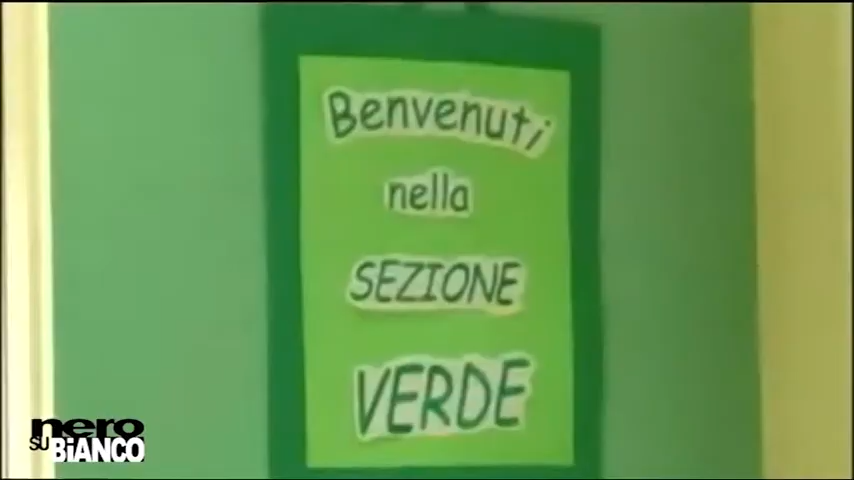 Benvenuti
nella
SEZIONE
VERDE
nero
SU BiANCO